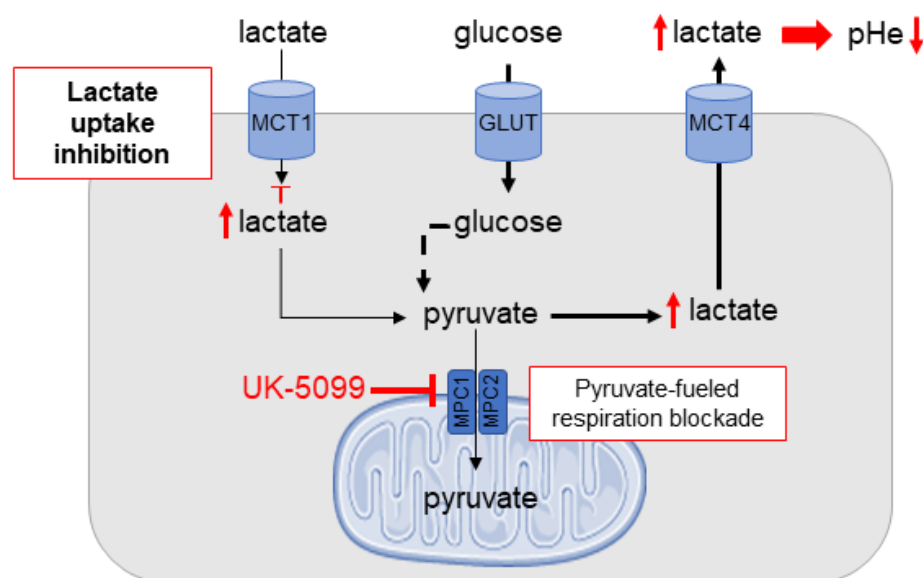 lactate
glucose
lactate
pHe
Lactate
uptake
inhibition
MCT1
GLUT
MCT4
lactate
glucose
pyruvate
lactate
UK-5099
MPC1
MPC2
Pyruvate-fueled
respiration blockade
pyruvate